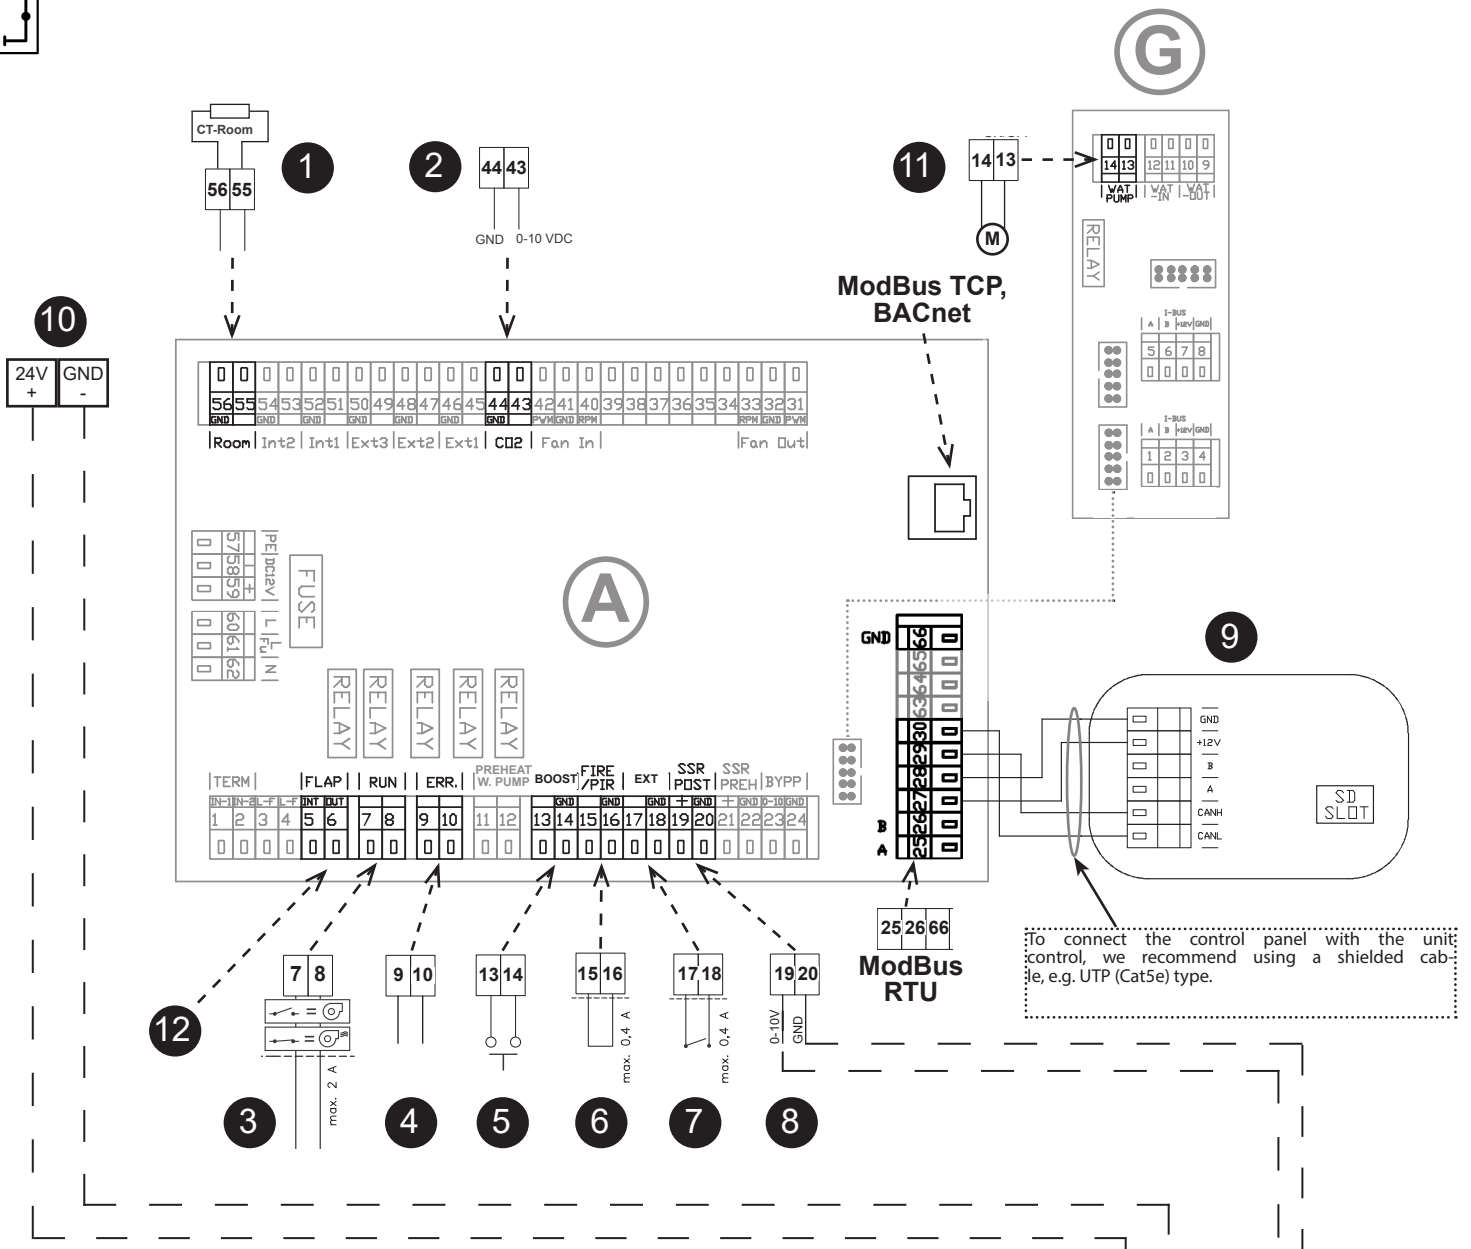 G
CT-Room
1
56 55
2
44 43
GND 0-10 VDC
11
14 13
M
14 13 12 11 10 9
WAT PUMP WAT -IN WAT -OUT
RELAY
I-BUS
A B +12V GND
5 6 7 8
I-BUS
A B +12V GND
1 2 3 4
ModBus TCP,
BACnet
10
24V GND
+ -
56 55 54 53 52 51 50 49 48 47 46 45 44 43 42 41 40 39 38 37 36 35 34 33 32 31
GND GND GND GND GND GND GND PWM GND RPM RPM GND PWM
Room Int2 Int1 Ext3 Ext2 Ext1 CO2 Fan In Fan Out
57 58 59
PE DC12V - +
60 61 62
L L Fu N
FUSE
A
RELAY
RELAY
RELAY
RELAY
RELAY
GND 66
65
64
63
30
29
28
27
B 26
A 25
9
GND
+12V
B
A
CANH
CANL
SD
SLOT
TERM FLAP RUN ERR. PREHEAT W. PUMP BOOST FIRE /PIR EXT SSR POST SSR PREH BYPP
IN-1 IN-2 L-F L-F INT OUT GND GND GND + GND + GND 0-10 GND
1 2 3 4 5 6 7 8 9 10 11 12 13 14 15 16 17 18 19 20 21 22 23 24
25 26 66
ModBus
RTU
To connect the control panel with the unit
control, we recommend using a shielded cab-
le, e.g. UTP (Cat5e) type.
12
7 8
=
=
max. 2 A
3
9 10
4
13 14
5
15 16
max. 0,4 A
6
17 18
max. 0,4 A
7
19 20
0-10V
GND
8